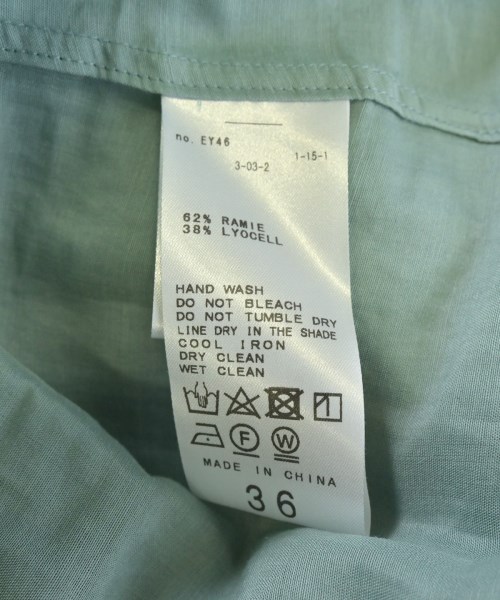 no. EY46
1-15-1
3-03-2
62% RAMIE
38% LYOCELL
HAND WASH
DO NOT BLEACH
DO NOT TUMBLE DRY
LINE DRY IN THE SHADE
COOL IRON
DRY CLEAN
WET CLEAN
F W
MADE IN CHINA
36